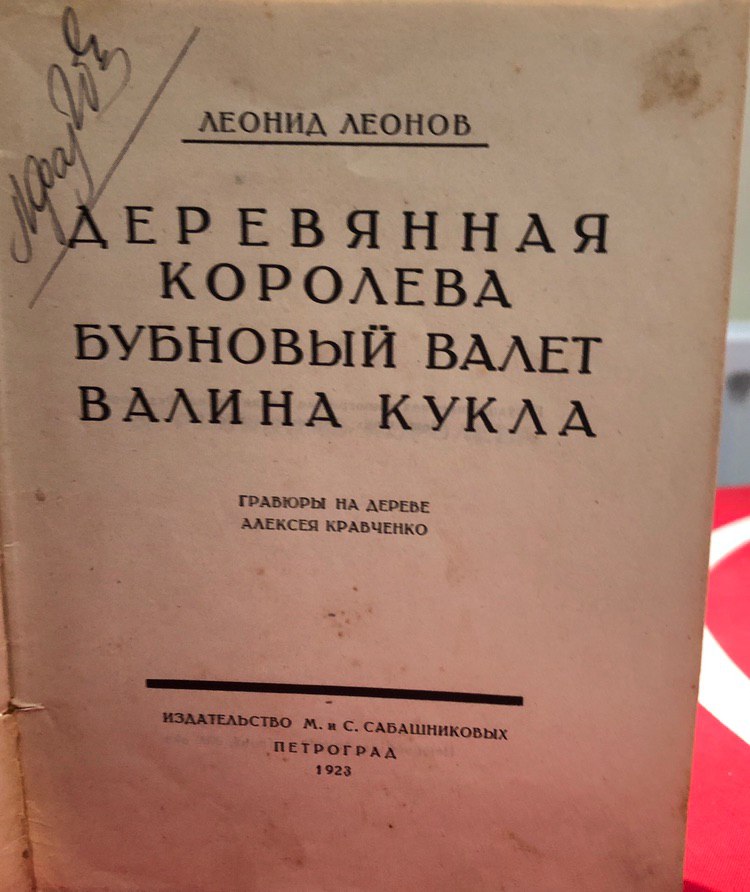 ЛЕОНИД ЛЕОНОВ
ДЕРЕВЯННАЯ
КОРОЛЕВА
БУБНОВЫЙ ВАЛЕТ
ВАЛИНА КУКЛА
ГРАВЮРЫ НА ДЕРЕВЕ
АЛЕКСЕЯ КРАВЧЕНКО
ИЗДАТЕЛЬСТВО М. и С. САБАШНИКОВЫХ
ПЕТРОГРАД
1923